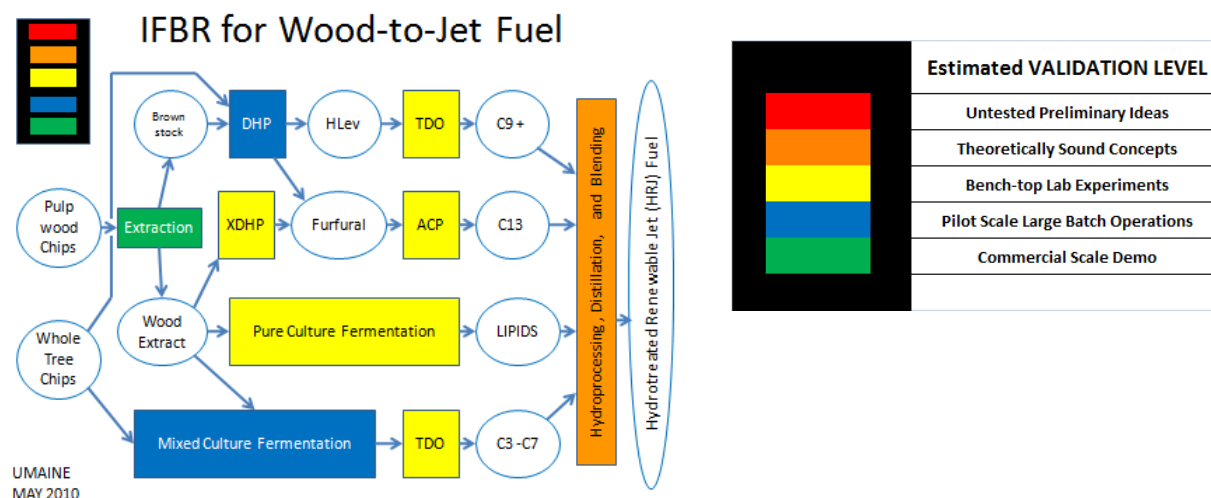 IFBR for Wood-to-Jet Fuel
Brown
stock
DHP
HLev
TDO
C9+
Pulp
wood
Chips
Extraction
XDHP
Furfural
ACP
C13
Wood
Extract
Pure Culture Fermentation
LIPIDS
Whole
Tree
Chips
Mixed Culture Fermentation
TDO
C3-C7
Hydroprocessing, Distillation, and Blending
Hydrotreated Renewable Jet (HRJ) Fuel
UMAINE
MAY 2010
Estimated VALIDATION LEVEL
Untested Preliminary Ideas
Theoretically Sound Concepts
Bench-top Lab Experiments
Pilot Scale Large Batch Operations
Commercial Scale Demo